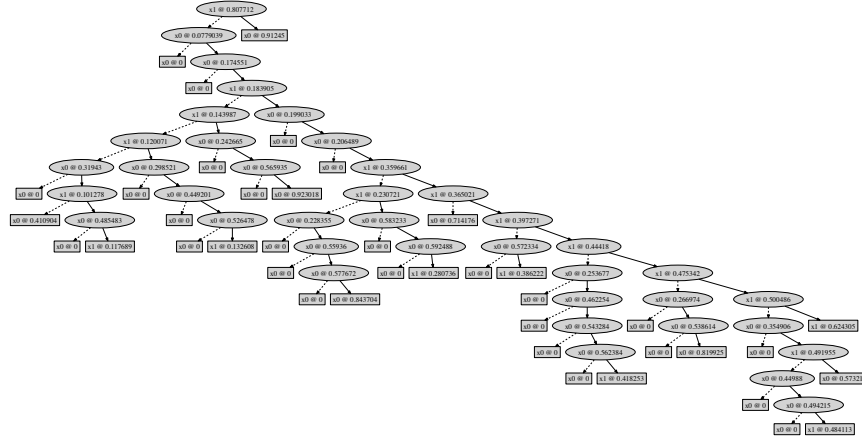 x1 @ 0.807712
x0 @ 0.0779039 x0 @ 0.91245
x0 @ 0 x0 @ 0.174551
x0 @ 0 x1 @ 0.183905
x1 @ 0.143987 x0 @ 0.199033
x1 @ 0.120071 x0 @ 0.242665 x0 @ 0 x0 @ 0.206489
x0 @ 0.31943 x0 @ 0.298521 x0 @ 0 x0 @ 0.565935 x0 @ 0 x1 @ 0.359661
x0 @ 0 x1 @ 0.101278 x0 @ 0 x0 @ 0.449201 x0 @ 0 x0 @ 0.923018 x1 @ 0.230721 x1 @ 0.365021
x0 @ 0.410904 x0 @ 0.485483 x0 @ 0 x0 @ 0.526478 x0 @ 0.228355 x0 @ 0.583233 x0 @ 0.714176 x1 @ 0.397271
x0 @ 0 x1 @ 0.117689 x0 @ 0 x1 @ 0.132608 x0 @ 0 x0 @ 0.55936 x0 @ 0 x0 @ 0.592488 x0 @ 0.572334 x1 @ 0.44418
x0 @ 0 x0 @ 0.577672 x0 @ 0 x1 @ 0.280736 x0 @ 0 x1 @ 0.386222 x0 @ 0.253677 x1 @ 0.475342
x0 @ 0 x0 @ 0.843704 x0 @ 0 x0 @ 0.462254 x0 @ 0.266974 x1 @ 0.500486
x0 @ 0 x0 @ 0.543284 x0 @ 0 x0 @ 0.538614 x0 @ 0.354906 x1 @ 0.624305
x0 @ 0 x0 @ 0.562384 x0 @ 0 x0 @ 0.819925 x0 @ 0 x1 @ 0.491955
x0 @ 0 x1 @ 0.418253 x0 @ 0.44988 x0 @ 0.57321
x0 @ 0 x0 @ 0.494215
x0 @ 0 x1 @ 0.484113